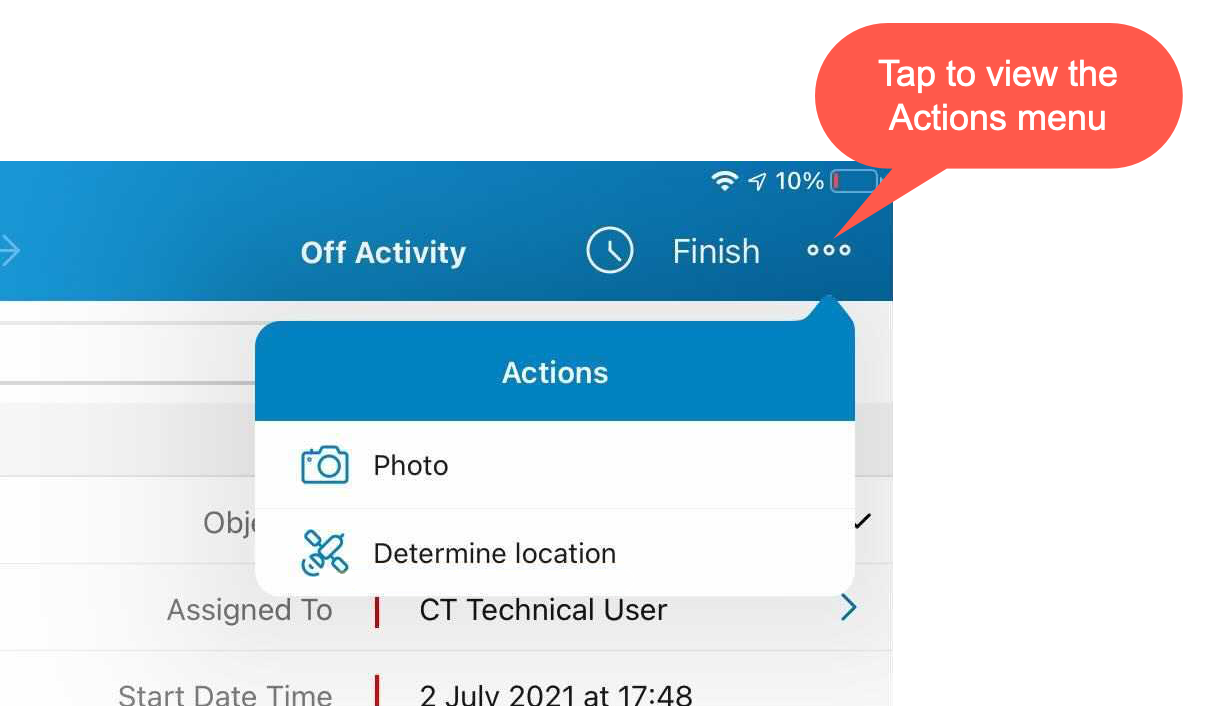 Tap to view the
Actions menu
10%
Off Activity
Finish
Actions
Photo
Determine location
Assigned To
CT Technical User
Start Date Time
2 July 2021 at 17:48